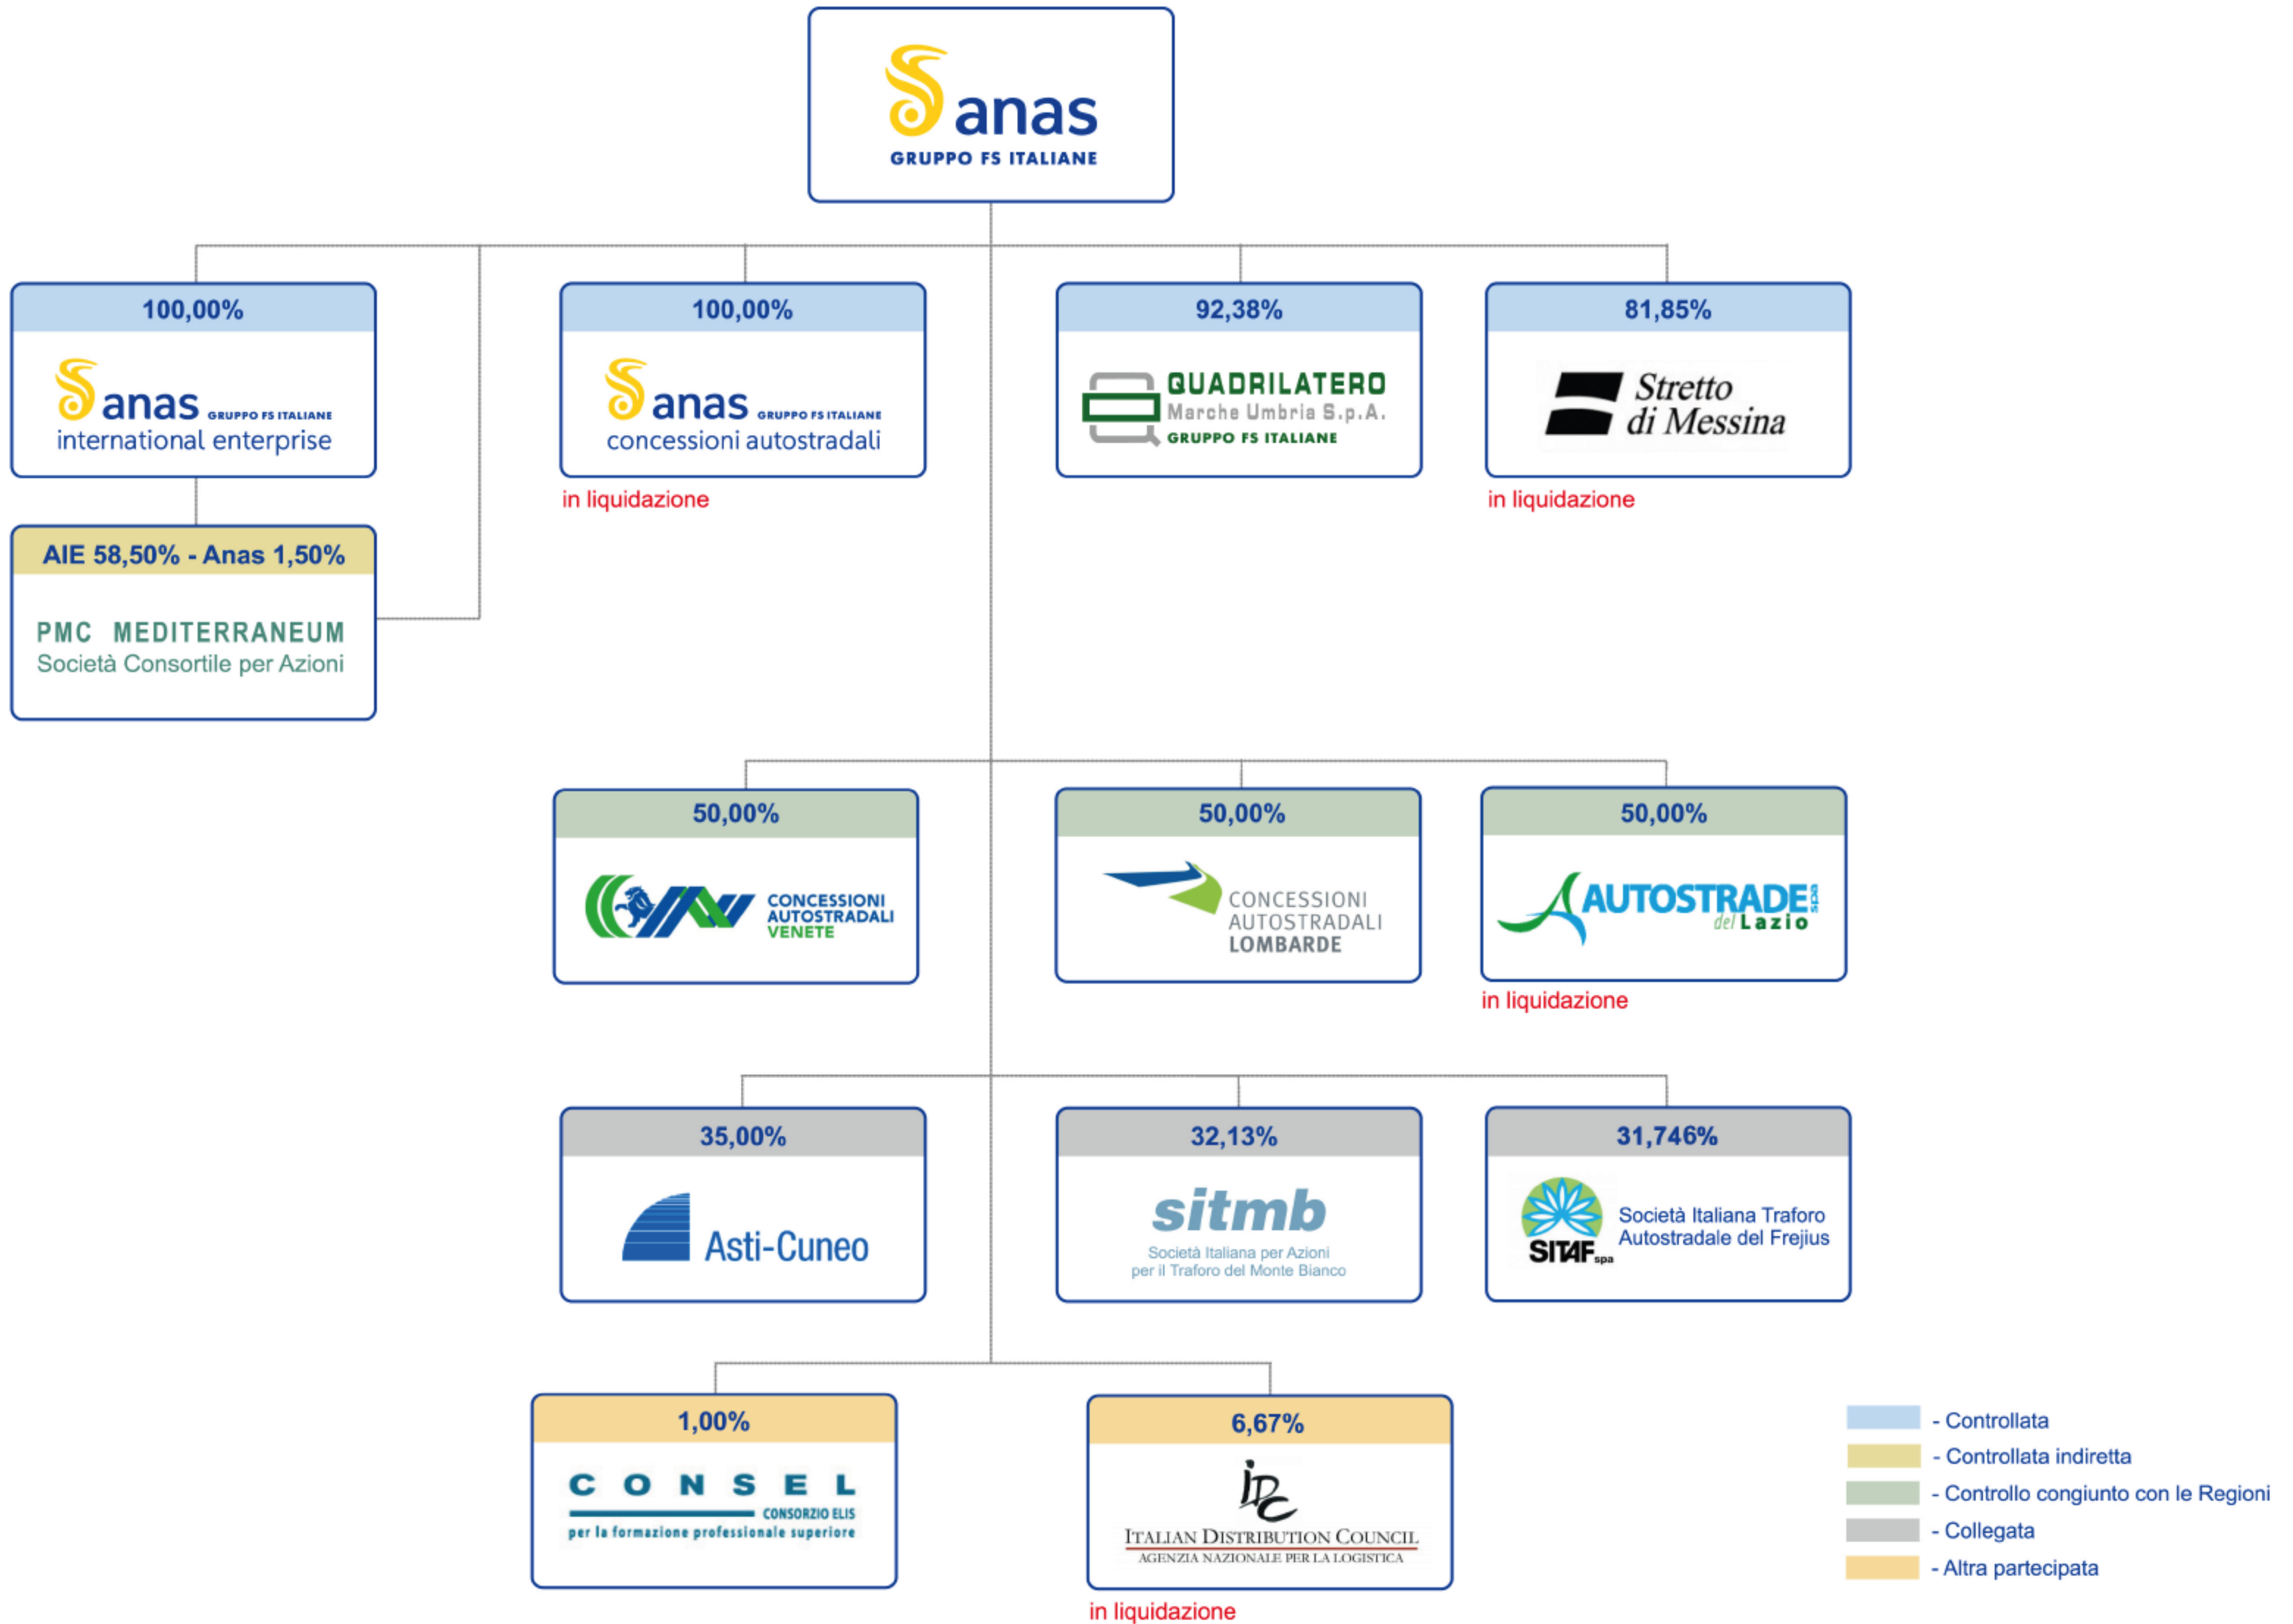 anas
GRUPPO FS ITALIANE
100,00%
anas GRUPPO FS ITALIANE
international enterprise
100,00%
anas GRUPPO FS ITALIANE
concessioni autostradali
in liquidazione
92,38%
QUADRILATERO
Marche Umbria S.p.A.
GRUPPO FS ITALIANE
81,85%
Stretto
di Messina
in liquidazione
AIE 58,50% - Anas 1,50%
PMC MEDITERRANEUM
Società Consortile per Azioni
50,00%
CAV
CONCESSIONI
AUTOSTRADALI
VENETE
50,00%
CONCESSIONI
AUTOSTRADALI
LOMBARDE
50,00%
AUTOSTRADE spa
del Lazio
in liquidazione
35,00%
Asti-Cuneo
32,13%
sitmb
Società Italiana per Azioni
per il Traforo del Monte Bianco
31,746%
SITAF spa
Società Italiana Traforo
Autostradale del Frejius
1,00%
CONSEL
CONSORZIO ELIS
per la formazione professionale superiore
6,67%
IDC
ITALIAN DISTRIBUTION COUNCIL
AGENZIA NAZIONALE PER LA LOGISTICA
in liquidazione
- Controllata
- Controllata indiretta
- Controllo congiunto con le Regioni
- Collegata
- Altra partecipata